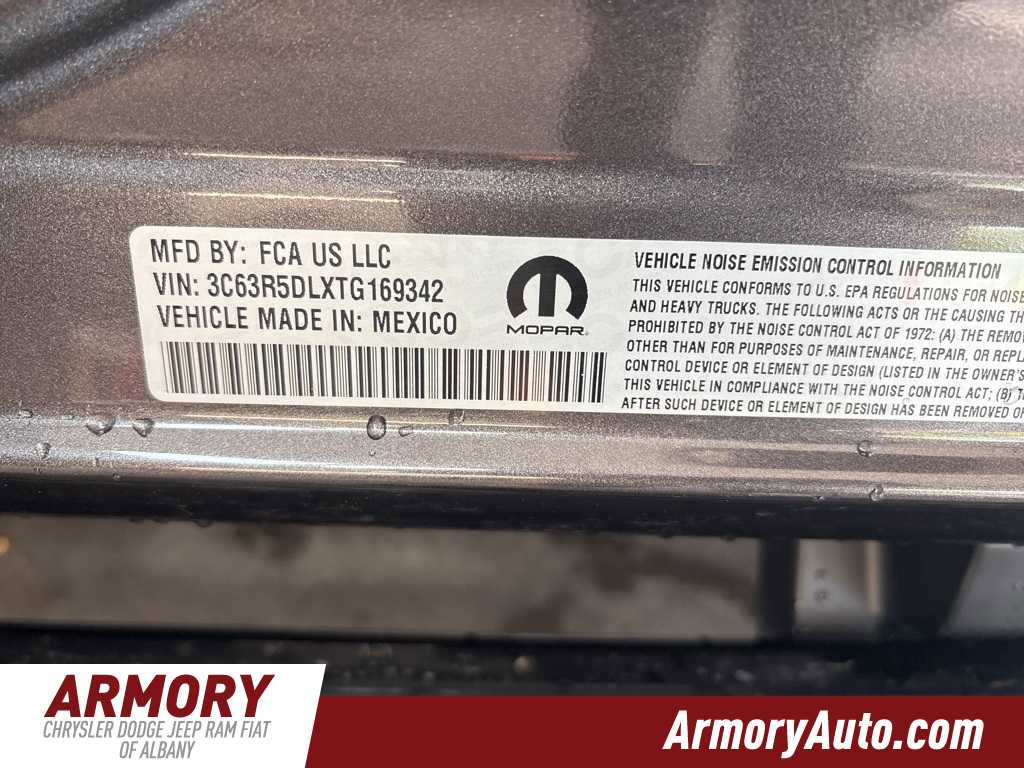 MFD BY: FCA US LLC
VIN: 3C63R5DLXTG169342
VEHICLE MADE IN: MEXICO
MOPAR
VEHICLE NOISE EMISSION CONTROL INFORMATION
THIS VEHICLE CONFORMS TO U.S. EPA REGULATIONS FOR NOISE
AND HEAVY TRUCKS. THE FOLLOWING ACTS OR THE CAUSING TH
PROHIBITED BY THE NOISE CONTROL ACT OF 1972: (A) THE REMOV
OTHER THAN FOR PURPOSES OF MAINTENANCE, REPAIR, OR REPL
CONTROL DEVICE OR ELEMENT OF DESIGN (LISTED IN THE OWNER'S
THIS VEHICLE IN COMPLIANCE WITH THE NOISE CONTROL ACT; (B) T
AFTER SUCH DEVICE OR ELEMENT OF DESIGN HAS BEEN REMOVED O
ARMORY
CHRYSLER DODGE JEEP RAM FIAT
OF ALBANY
ArmoryAuto.com